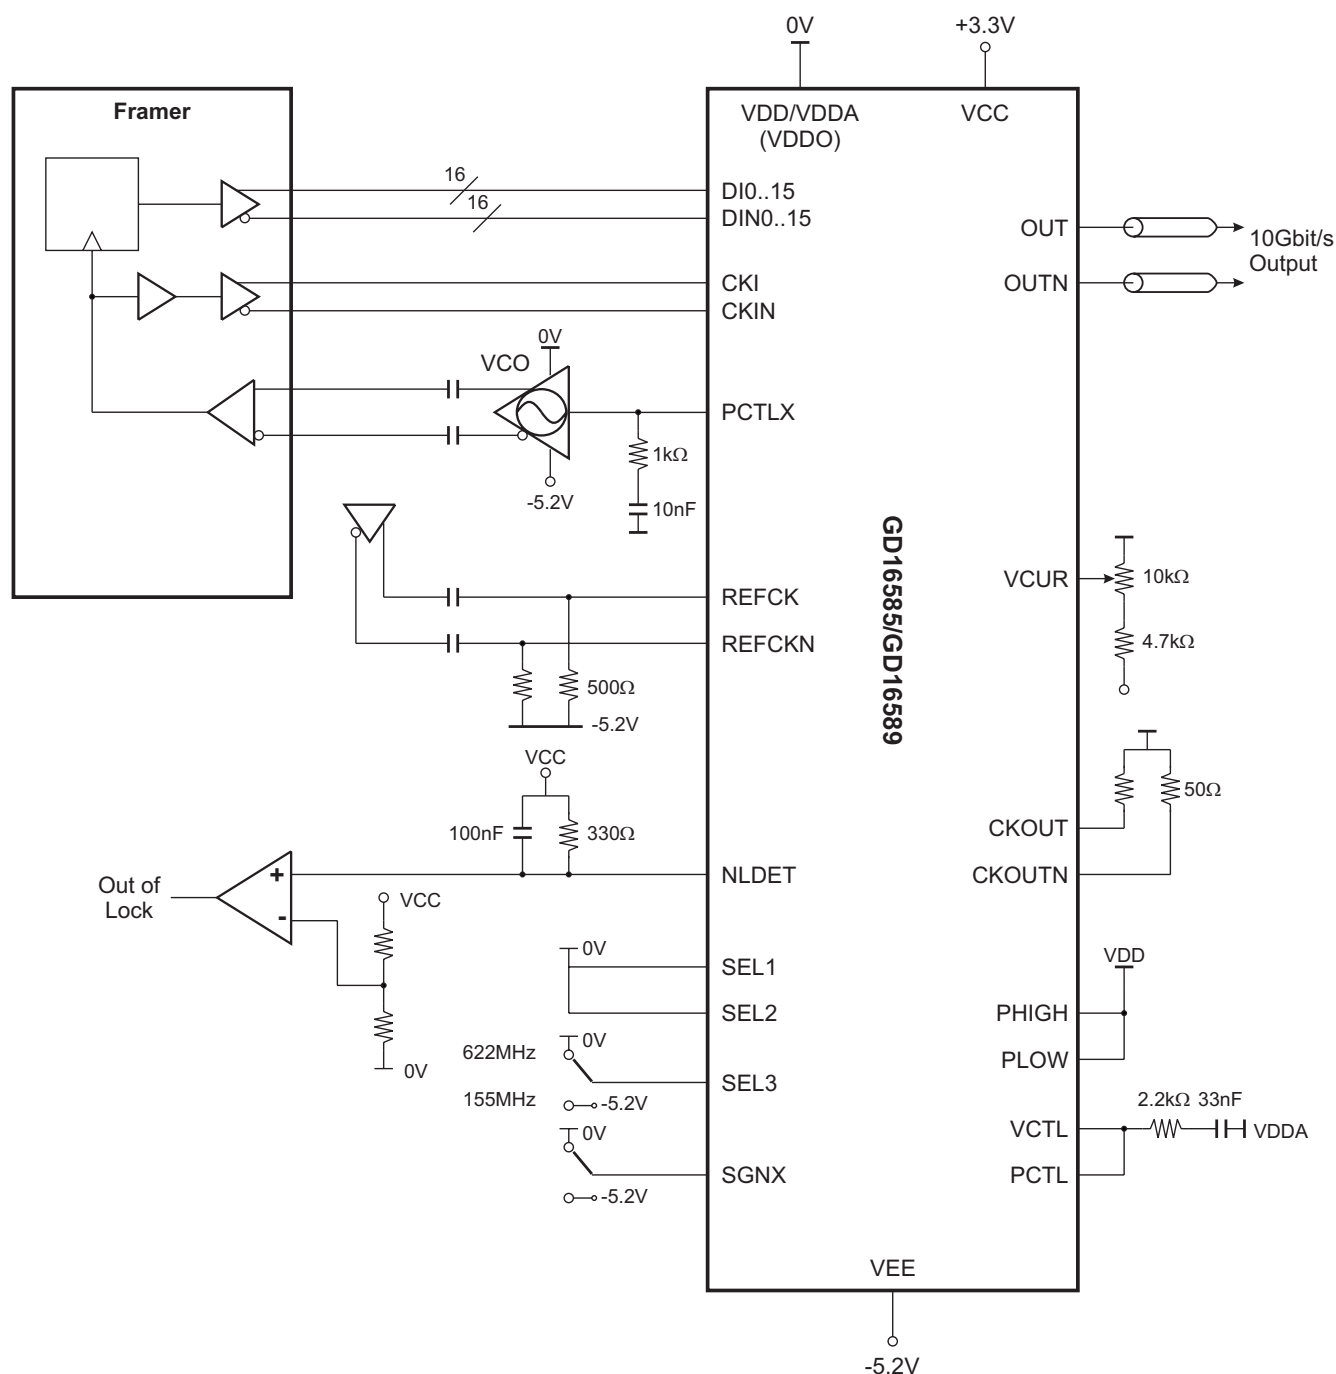 0V
+3.3V
Framer
VDD/VDDA
(VDDO)
VCC
16
16
DI0..15
DIN0..15
OUT
OUTN
10Gbit/s
Output
CKI
CKIN
0V
VCO
PCTLX
1kΩ
10nF
-5.2V
GD16585/GD16589
VCUR
10kΩ
4.7kΩ
REFCK
REFCKN
500Ω
-5.2V
VCC
100nF
330Ω
50Ω
CKOUT
CKOUTN
NLDET
Out of
Lock
+
-
VCC
0V
0V
SEL1
SEL2
VDD
PHIGH
PLOW
622MHz
0V
SEL3
155MHz
-5.2V
0V
SGNX
-5.2V
2.2kΩ 33nF
VCTL
VDDA
PCTL
VEE
-5.2V